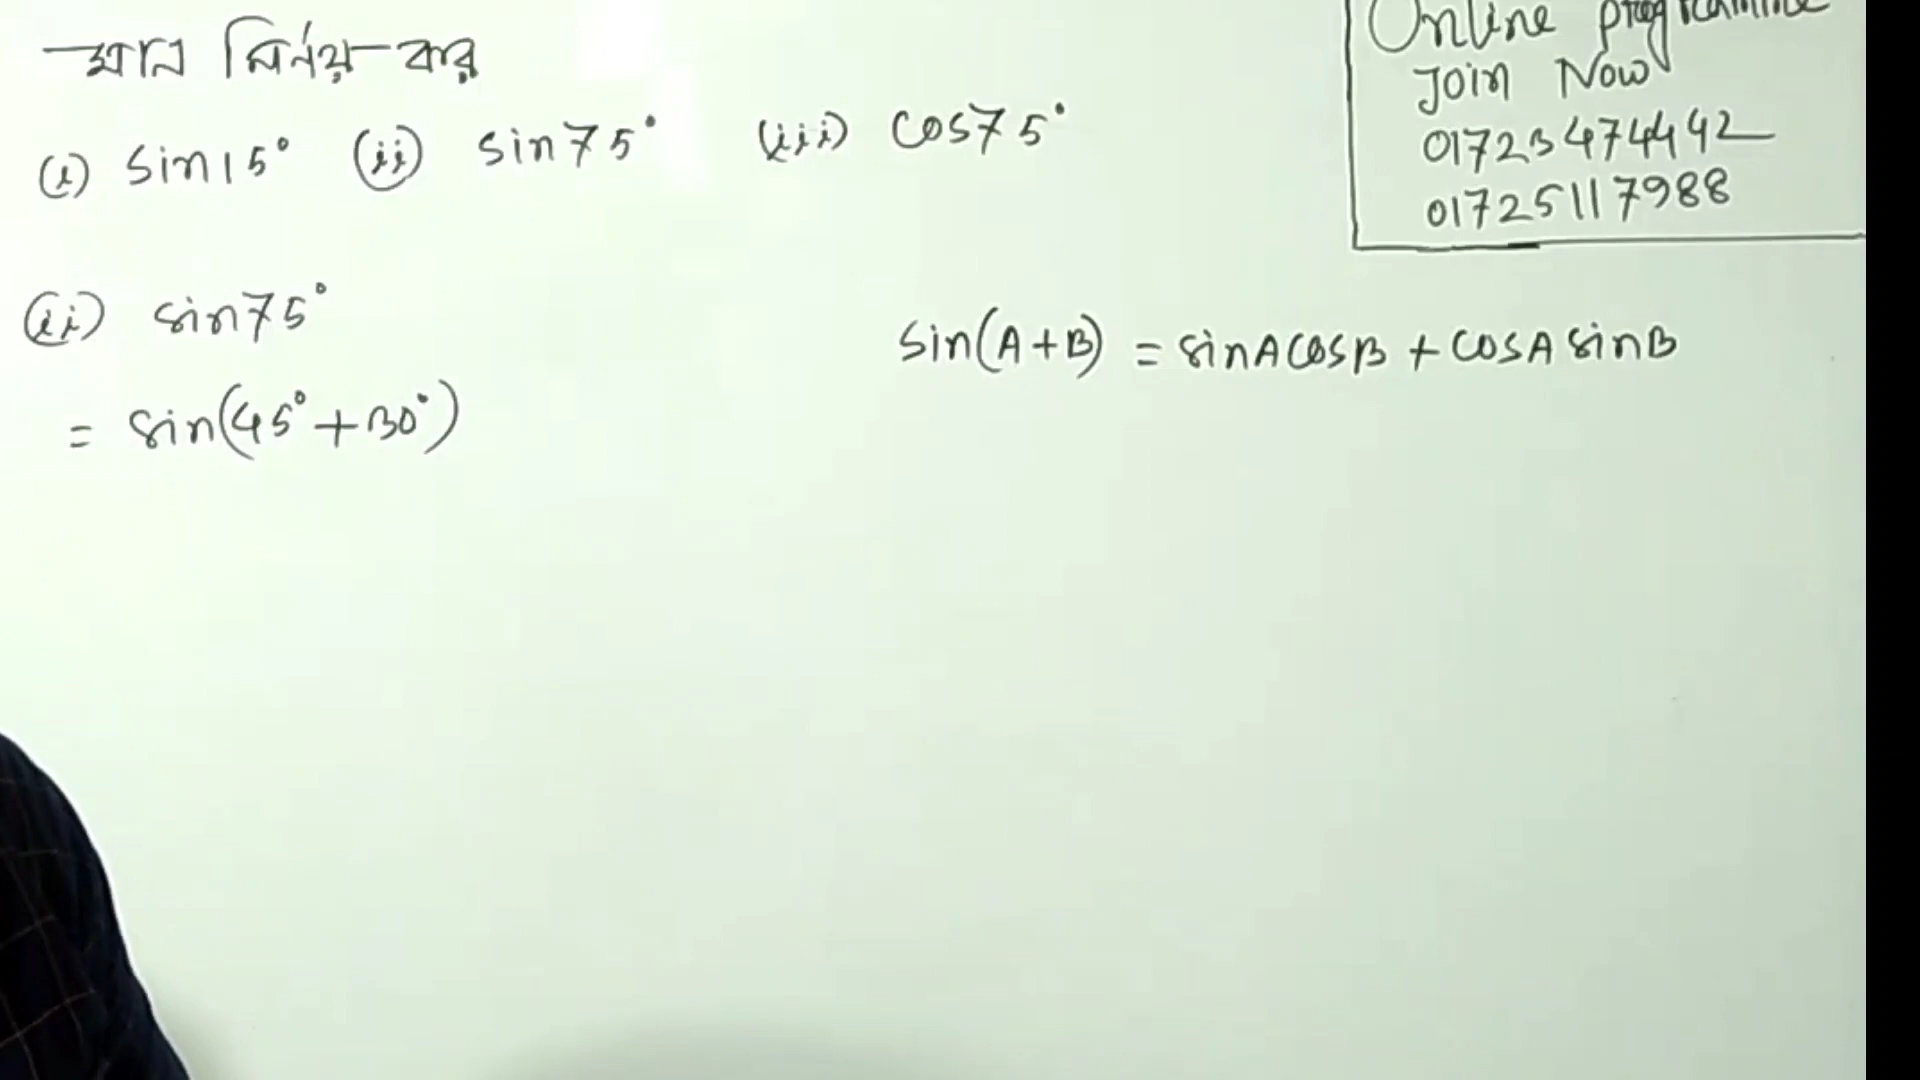 মান নির্ণয় কর
(i) sin15° (ii) sin75° (iii) cos75°
Online programme
Join Now
01723474442
01725117988
(ii) sin75°
= sin(45°+30°)
sin(A+B) = sinAcosB + cosAsinB